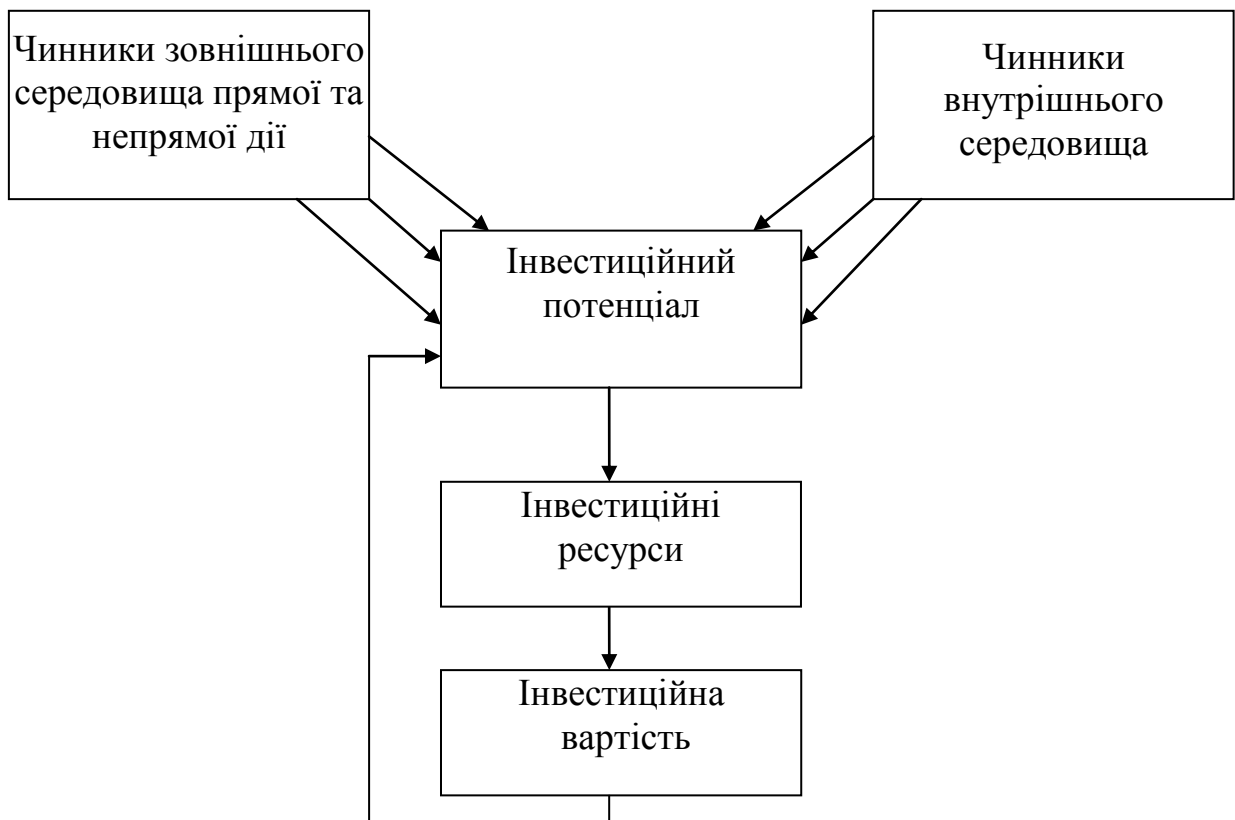 Чинники зовнішнього
середовища прямої та
непрямої дії
Чинники
внутрішнього
середовища
Інвестиційний
потенціал
Інвестиційні
ресурси
Інвестиційна
вартість